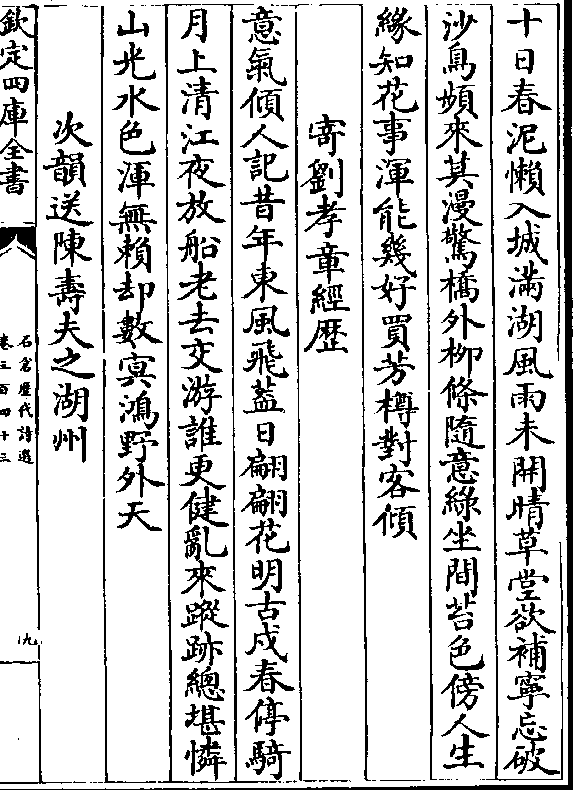 十日春泥懶入城滿湖風雨未開晴草堂欲補寧忘破
沙鳥頻來其漫驚橋外栁條隨意緑坐間苔色傍人生
緣知花事渾能幾好買芳樽對客傾
寄劉孝章經歴
意氣傾人記昔年東風飛蓋日翩翩花明古戍春停騎
月上清江夜放船老去交游誰更健亂來蹤跡總堪憐
山光水色渾無賴却數㝠鴻野外天
次韻送陳壽夫之湖州
欽定四庫全書
石倉歴代詩選
卷三百四十三
九